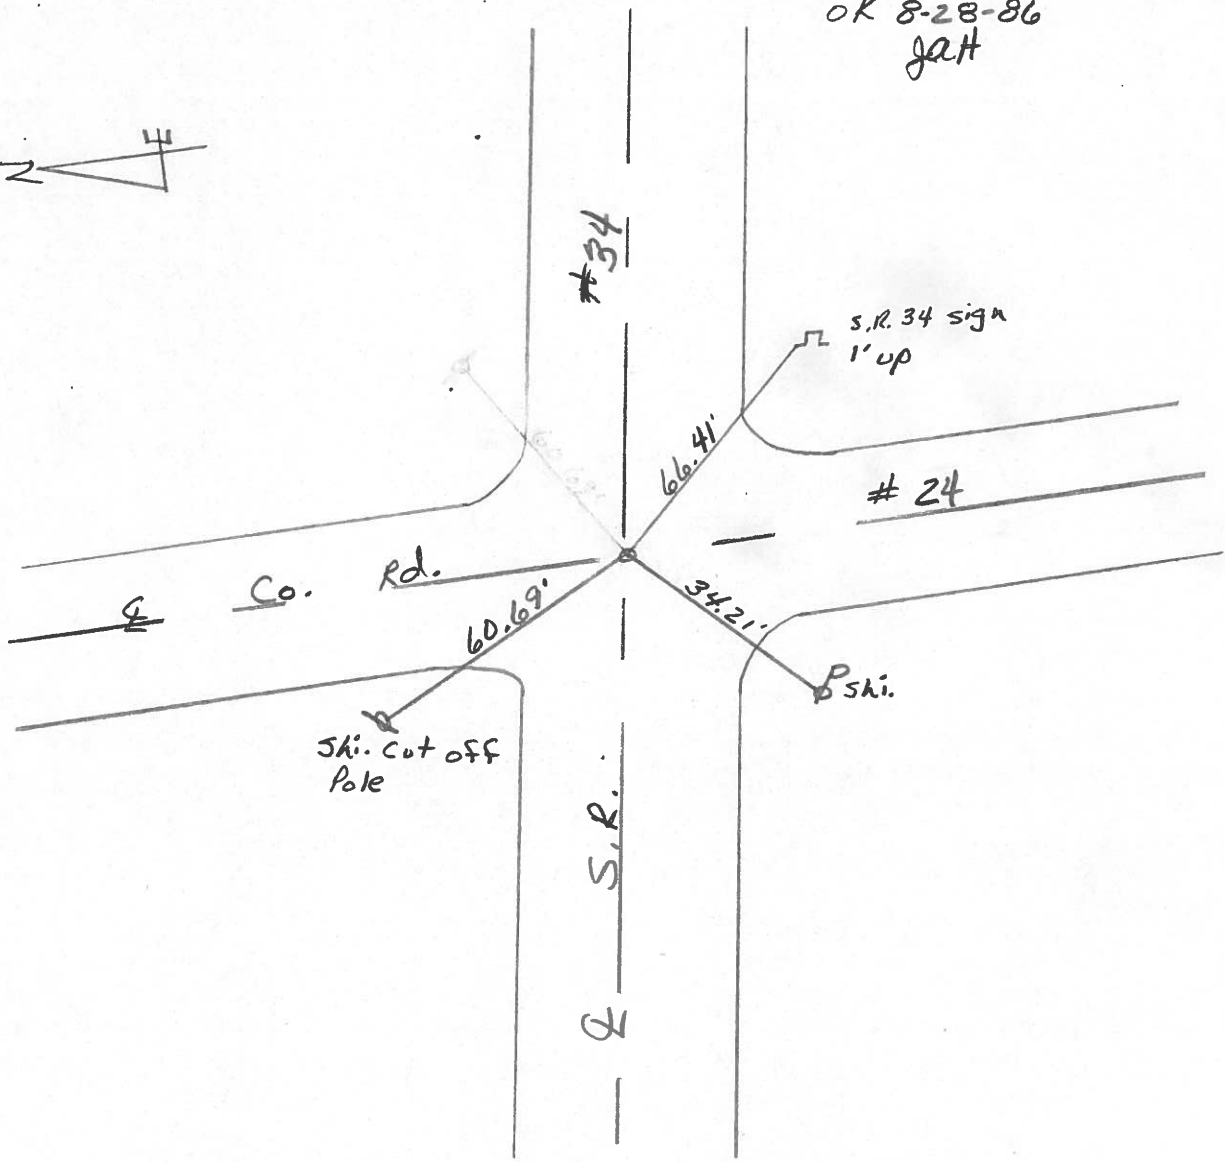 OK 8-28-86
JAH
N
#34
S.R. 34 sign
1' up
66.41'
# 24
℄ Co. Rd.
60.69'
34.21'
P shi.
shi. cut off
Pole
℄ S.R.